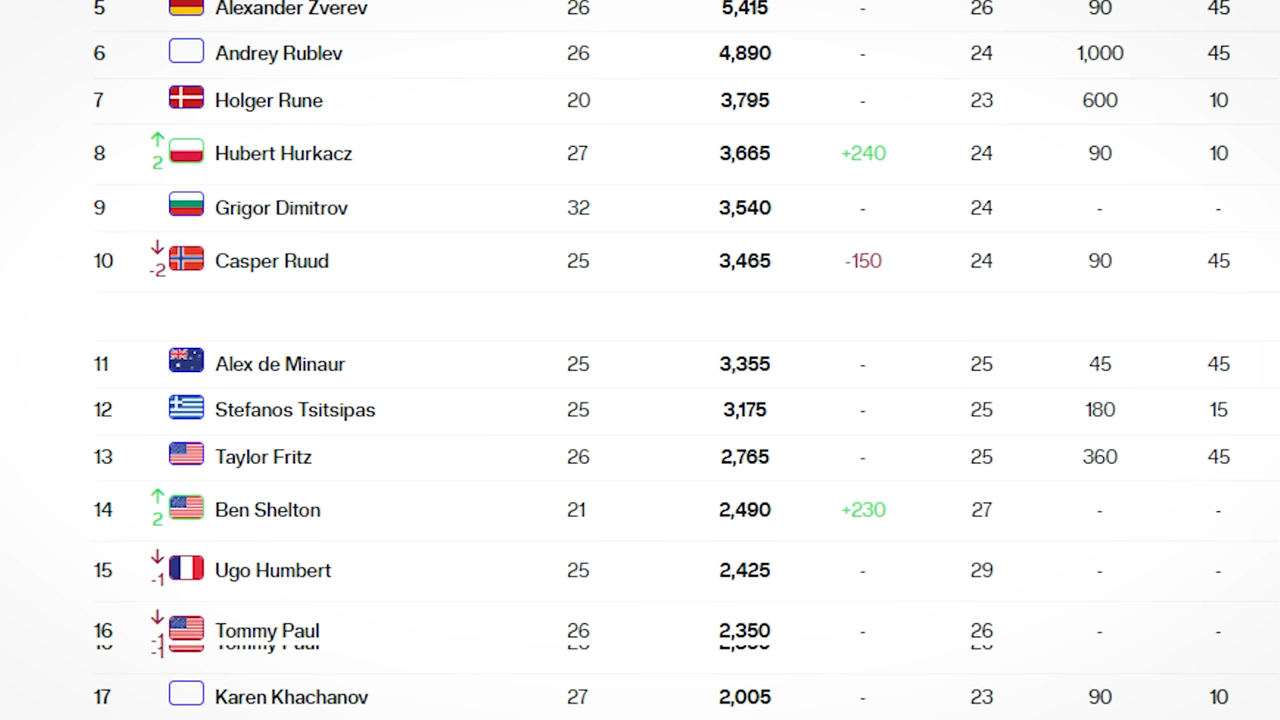 5 Alexander Zverev 26 5,415 - 26 90 45
6 Andrey Rublev 26 4,890 - 24 1,000 45
7 Holger Rune 20 3,795 - 23 600 10
8 ↑ 2 Hubert Hurkacz 27 3,665 +240 24 90 10
9 Grigor Dimitrov 32 3,540 - 24 - -
10 ↓ -2 Casper Ruud 25 3,465 -150 24 90 45
11 Alex de Minaur 25 3,355 - 25 45 45
12 Stefanos Tsitsipas 25 3,175 - 25 180 15
13 Taylor Fritz 26 2,765 - 25 360 45
14 ↑ 2 Ben Shelton 21 2,490 +230 27 - -
15 ↓ -1 Ugo Humbert 25 2,425 - 29 - -
16 ↓ -1 Tommy Paul 26 2,350 - 26 - -
17 Karen Khachanov 27 2,005 - 23 90 10